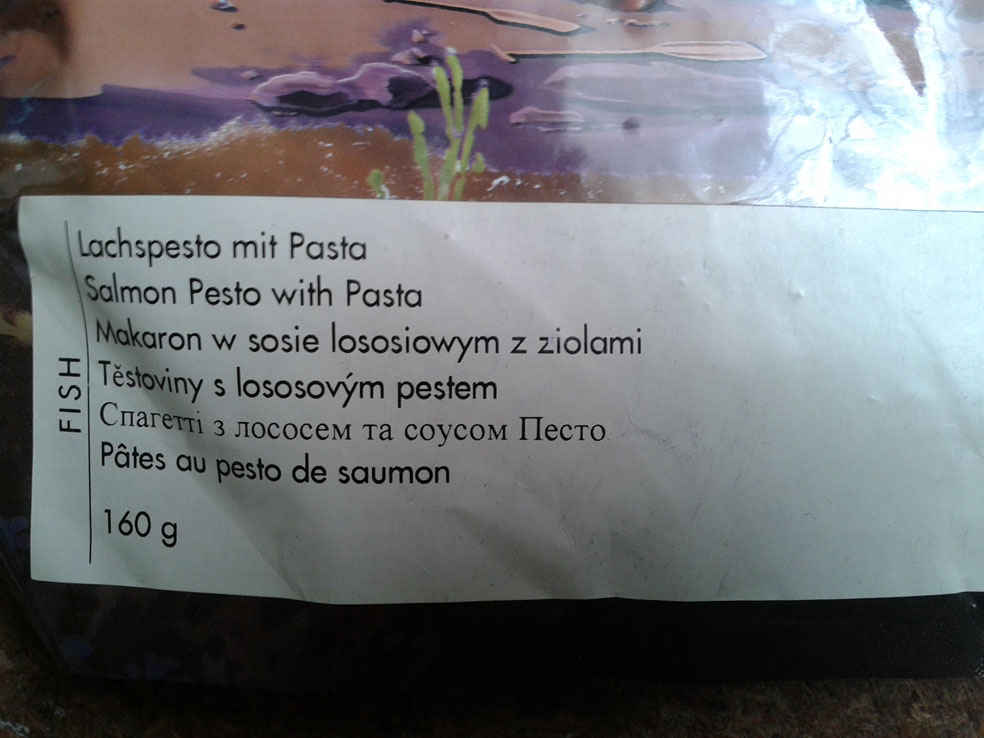 FISH
Lachspesto mit Pasta
Salmon Pesto with Pasta
Makaron w sosie lososiowym z ziolami
Těstoviny s lososovým pestem
Спагетті з лососем та соусом Песто
Pâtes au pesto de saumon
160 g